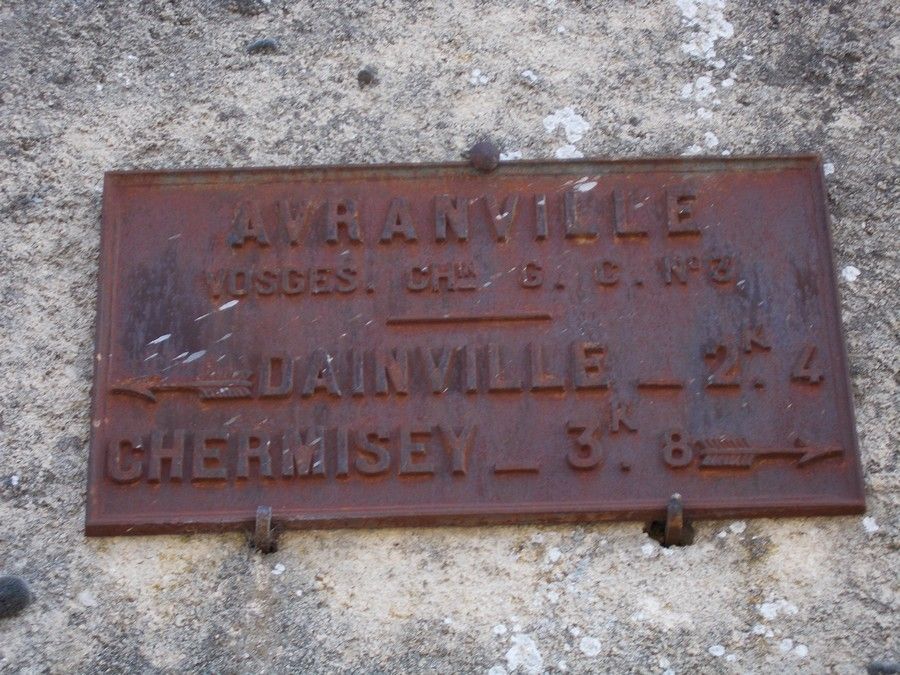 AVRANVILLE
VOSGES. CHIN G. C. No 3
DAINVILLE _ 2K. 4
CHERMISEY _ 3K. 8